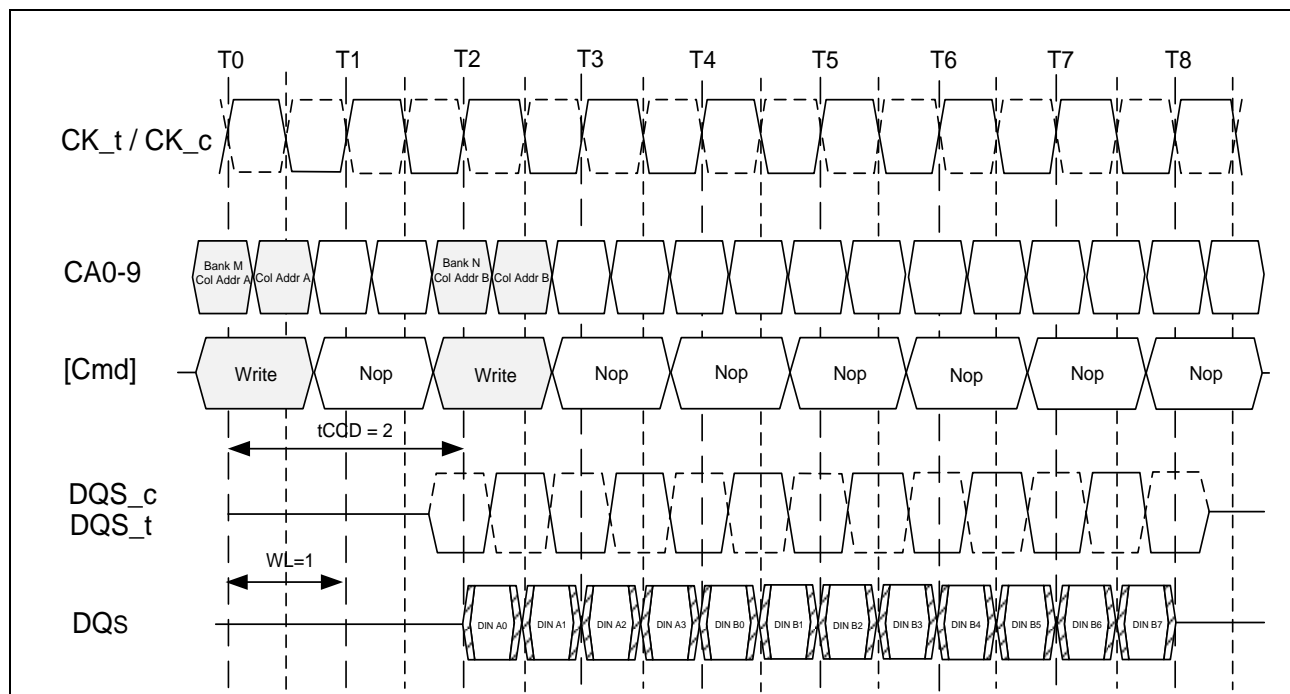 T0 T1 T2 T3 T4 T5 T6 T7 T8
CK_t / CK_c
CA0-9
Bank M
Col Addr A
Col Addr A
Bank N
Col Addr B
Col Addr B
[Cmd]
Write Nop Write Nop Nop Nop Nop Nop Nop
tCCD = 2
DQS_c
DQS_t
WL=1
DQs
DIN A0 DIN A1 DIN A2 DIN A3 DIN B0 DIN B1 DIN B2 DIN B3 DIN B4 DIN B5 DIN B6 DIN B7